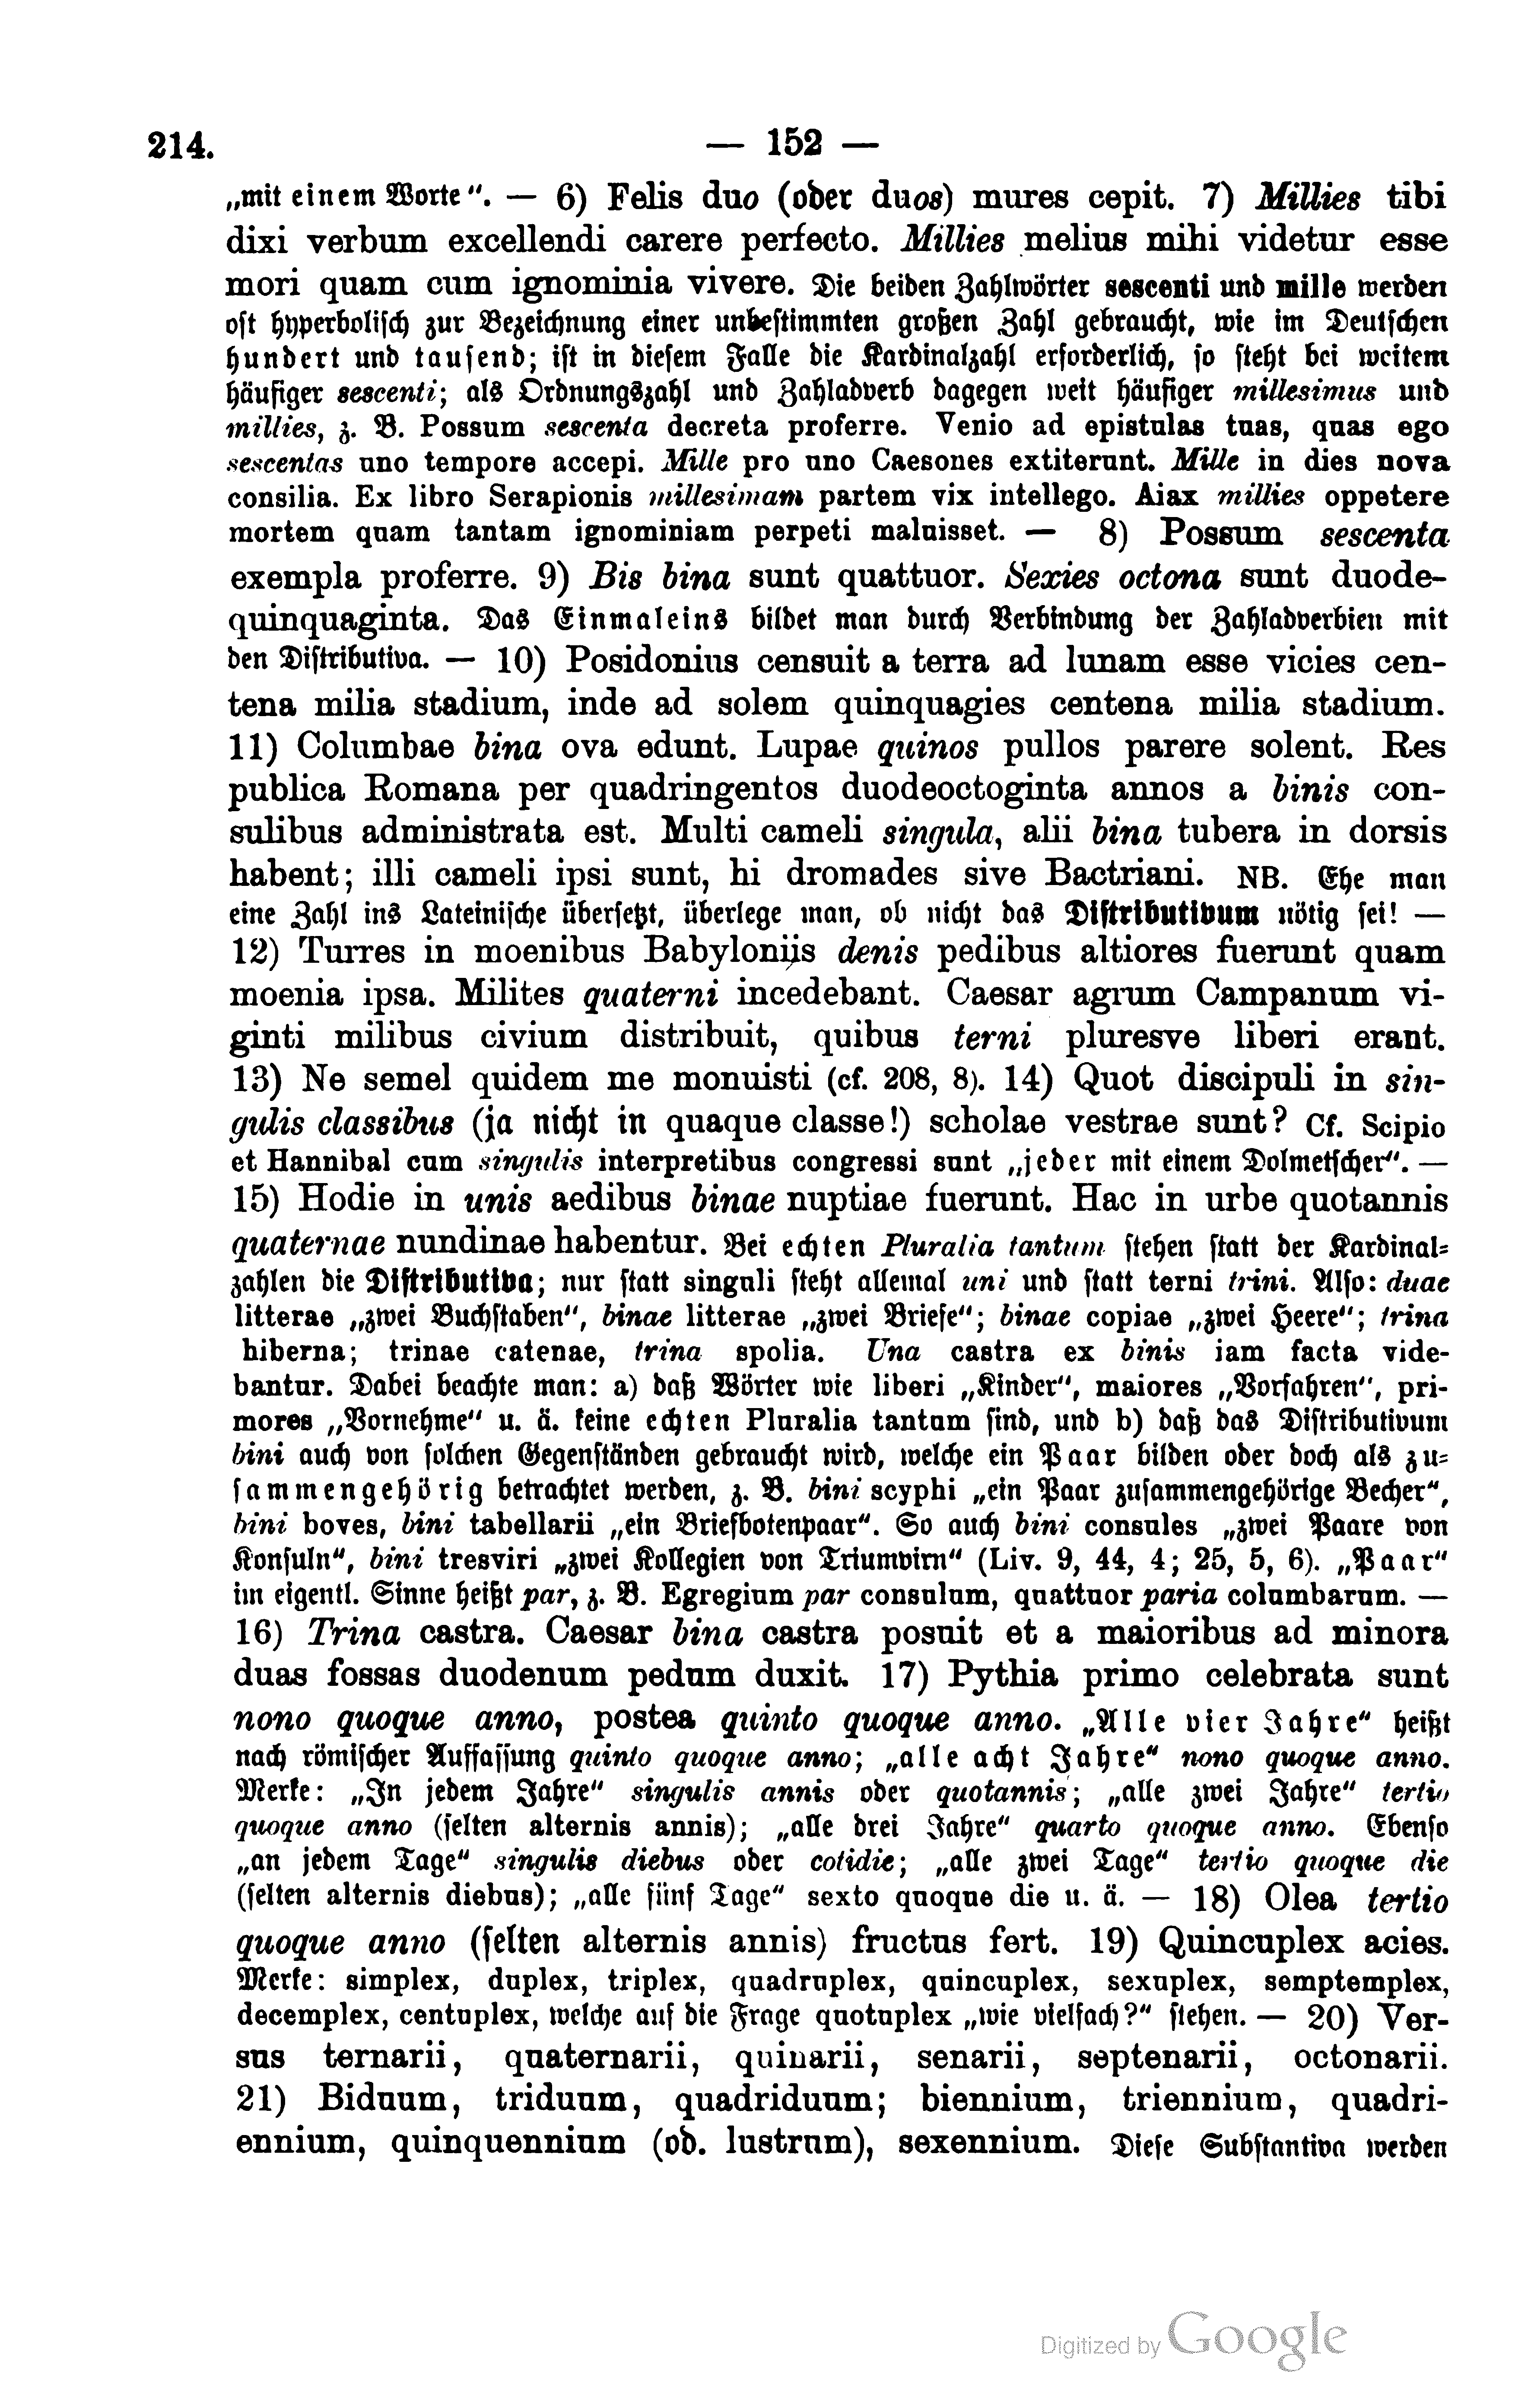 214. — 152 —
„mit einem Worte". — 6) Felis duo (oder duos) mures cepit. 7) Millies tibi
dixi verbum excellendi carere perfecto. Millies melius mihi videtur esse
mori quam cum ignominia vivere. Die beiden Zahlwörter sescenti und mille werden
oft hyperbolisch zur Bezeichnung einer unbestimmten großen Zahl gebraucht, wie im Deutschen
hundert und tausend; ist in diesem Falle die Kardinalzahl erforderlich, so steht bei weitem
häufiger sescenti; als Ordnungszahl und Zahladverb dagegen weit häufiger millesimus und
millies, z. B. Possum sescenta decreta proferre. Venio ad epistulas tuas, quas ego
sescentas uno tempore accepi. Mille pro uno Caesones extiterunt. Mille in dies nova
consilia. Ex libro Serapionis millesimam partem vix intellego. Aiax millies oppetere
mortem quam tantam ignominiam perpeti maluisset. — 8) Possum sescenta
exempla proferre. 9) Bis bina sunt quattuor. Sexies octona sunt duode-
quinquaginta. Das Einmaleins bildet man durch Verbindung der Zahladverbien mit
den Distributiva. — 10) Posidonius censuit a terra ad lunam esse vicies cen-
tena milia stadium, inde ad solem quinquagies centena milia stadium.
11) Columbae bina ova edunt. Lupae quinos pullos parere solent. Res
publica Romana per quadringentos duodeoctoginta annos a binis con-
sulibus administrata est. Multi cameli singula, alii bina tubera in dorsis
habent; illi cameli ipsi sunt, hi dromades sive Bactriani. NB. Ehe man
eine Zahl ins Lateinische übersetzt, überlege man, ob nicht das Distributivum nötig sei! —
12) Turres in moenibus Babyloniis denis pedibus altiores fuerunt quam
moenia ipsa. Milites quaterni incedebant. Caesar agrum Campanum vi-
ginti milibus civium distribuit, quibus terni pluresve liberi erant.
13) Ne semel quidem me monuisti (cf. 208, 8). 14) Quot discipuli in sin-
gulis classibus (ja nicht in quaque classe!) scholae vestrae sunt? Cf. Scipio
et Hannibal cum singulis interpretibus congressi sunt „jeder mit einem Dolmetscher". —
15) Hodie in unis aedibus binae nuptiae fuerunt. Hac in urbe quotannis
quaternae nundinae habentur. Bei echten Pluralia tantum stehen statt der Kardinal-
zahlen die Distributiva; nur statt singuli steht allemal uni und statt terni trini. Also: duae
litterae „zwei Buchstaben", binae litterae „zwei Briefe"; binae copiae „zwei Heere"; trina
hiberna; trinae catenae, trina spolia. Una castra ex binis iam facta vide-
bantur. Dabei beachte man: a) daß Wörter wie liberi „Kinder", maiores „Vorfahren", pri-
mores „Vornehme" u. ä. keine echten Pluralia tantum sind, und b) daß das Distributivum
bini auch von solchen Gegenständen gebraucht wird, welche ein Paar bilden oder doch als zu-
sammengehörig betrachtet werden, z. B. bini scyphi „ein Paar zusammengehörige Becher",
bini boves, bini tabellarii „ein Briefbotenpaar". So auch bini consules „zwei Paare von
Konsuln", bini tresviri „zwei Kollegien von Triumvirn" (Liv. 9, 44, 4; 25, 5, 6). „Paar"
im eigentl. Sinne heißt par, z. B. Egregium par consulum, quattuor paria columbarum. —
16) Trina castra. Caesar bina castra posuit et a maioribus ad minora
duas fossas duodenum pedum duxit. 17) Pythia primo celebrata sunt
nono quoque anno, postea quinto quoque anno. „Alle vier Jahre" heißt
nach römischer Auffassung quinto quoque anno; „alle acht Jahre" nono quoque anno.
Merke: „In jedem Jahre" singulis annis oder quotannis; „alle zwei Jahre" tertio
quoque anno (selten alternis annis); „alle drei Jahre" quarto quoque anno. Ebenso
„an jedem Tage" singulis diebus oder cotidie; „alle zwei Tage" tertio quoque die
(selten alternis diebus); „alle fünf Tage" sexto quoque die u. ä. — 18) Olea tertio
quoque anno (selten alternis annis) fructus fert. 19) Quincuplex acies.
Merke: simplex, duplex, triplex, quadruplex, quincuplex, sexuplex, semptemplex,
decemplex, centuplex, welche auf die Frage quotuplex „wie vielfach?" stehen. — 20) Ver-
sus ternarii, quaternarii, quinarii, senarii, septenarii, octonarii.
21) Biduum, triduum, quadriduum; biennium, triennium, quadri-
ennium, quinquennium (od. lustrum), sexennium. Diese Substantiva werden
Digitized by Google